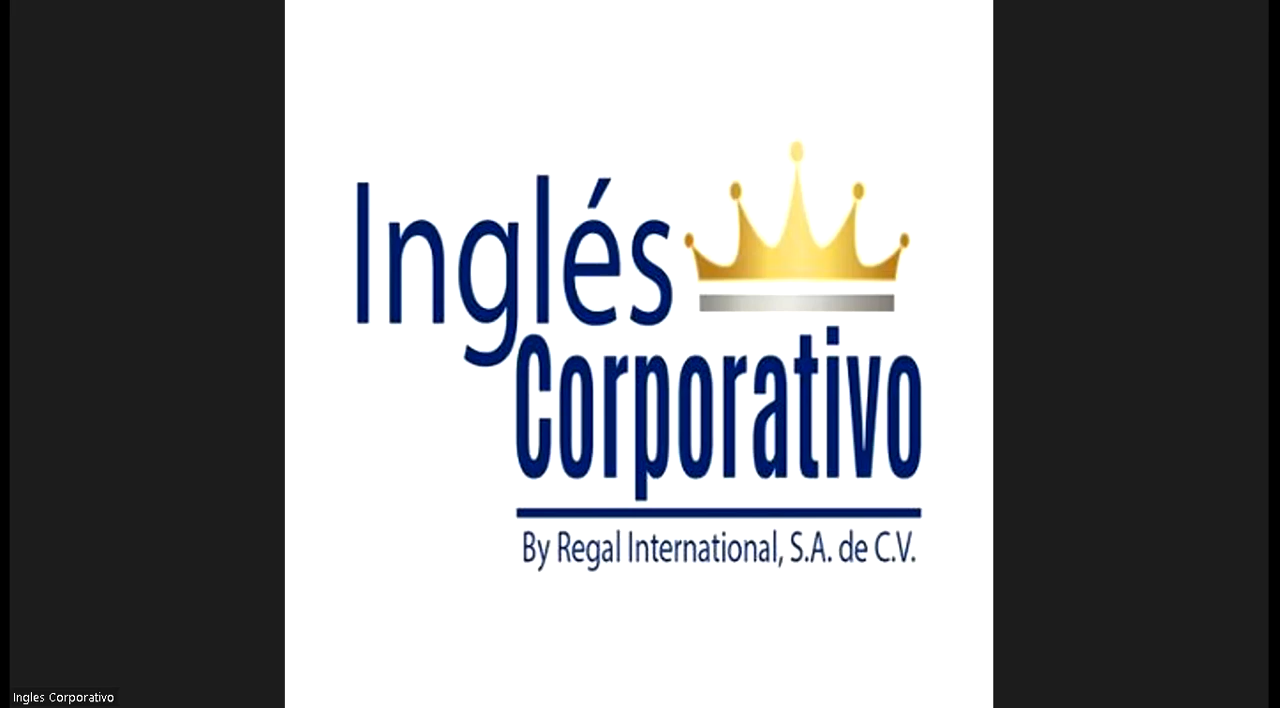 Inglés
Corporativo
By Regal International, S.A. de C.V.
Ingles Corporativo